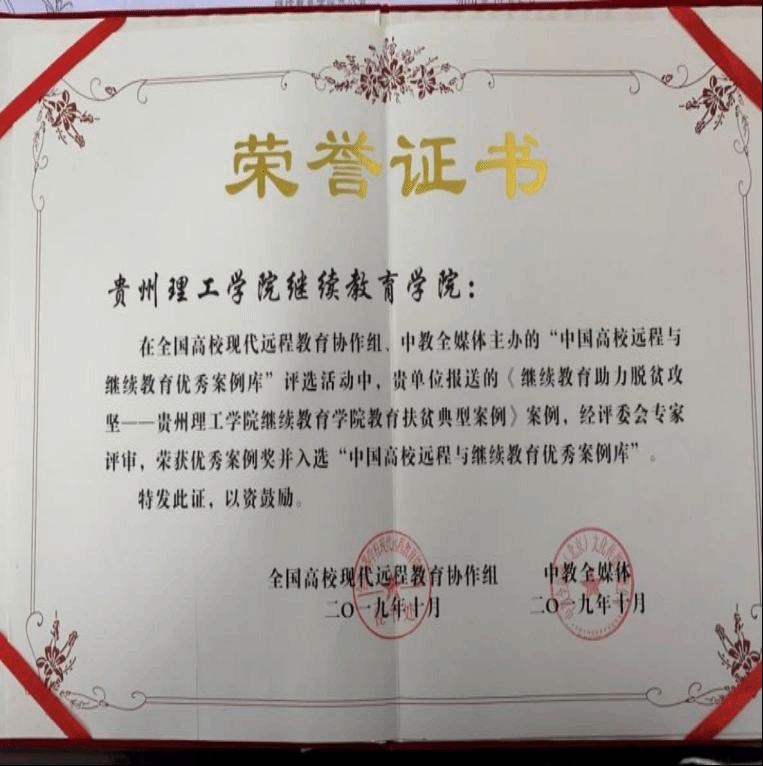 荣誉证书
贵州理工学院继续教育学院：
在全国高校现代远程教育协作组、中教全媒体主办的“中国高校远程与
继续教育优秀案例库”评选活动中，贵单位报送的《继续教育助力脱贫攻
坚——贵州理工学院继续教育学院教育扶贫典型案例》案例，经评委会专家
评审，荣获优秀案例奖并入选“中国高校远程与继续教育优秀案例库”。
特发此证，以资鼓励。
全国高校现代远程教育协作组 中教全媒体
二〇一九年十月 二〇一九年十月